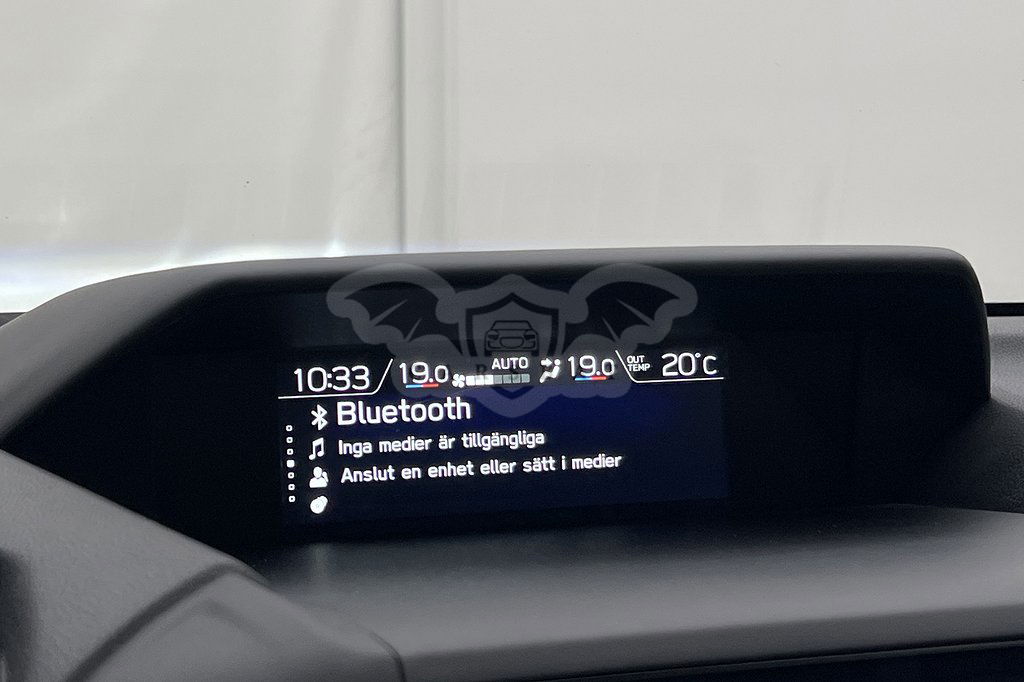 10:33 19.0 AUTO 19.0 OUT TEMP 20°C
Bluetooth
Inga medier är tillgängliga
Anslut en enhet eller sätt i medier